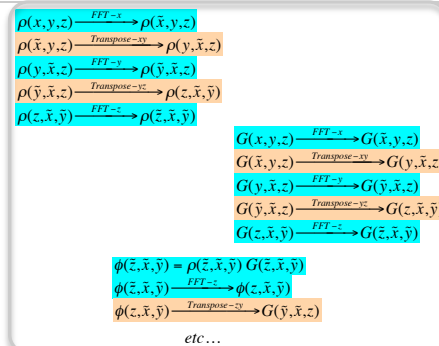 ρ(x,y,z) —FFT-x→ ρ(x̃,y,z)
ρ(x̃,y,z) —Transpose-xy→ ρ(y,x̃,z)
ρ(y,x̃,z) —FFT-y→ ρ(ỹ,x̃,z)
ρ(ỹ,x̃,z) —Transpose-yz→ ρ(z,x̃,ỹ)
ρ(z,x̃,ỹ) —FFT-z→ ρ(z̃,x̃,ỹ)
G(x,y,z) —FFT-x→ G(x̃,y,z)
G(x̃,y,z) —Transpose-xy→ G(y,x̃,z)
G(y,x̃,z) —FFT-y→ G(ỹ,x̃,z)
G(ỹ,x̃,z) —Transpose-yz→ G(z,x̃,ỹ
G(z,x̃,ỹ) —FFT-z→ G(z̃,x̃,ỹ)
ϕ(z̃,x̃,ỹ) = ρ(z̃,x̃,ỹ) G(z̃,x̃,ỹ)
ϕ(z̃,x̃,ỹ) —FFT-z→ ϕ(z,x̃,ỹ)
ϕ(z,x̃,ỹ) —Transpose-zy→ G(ỹ,x̃,z)
etc…